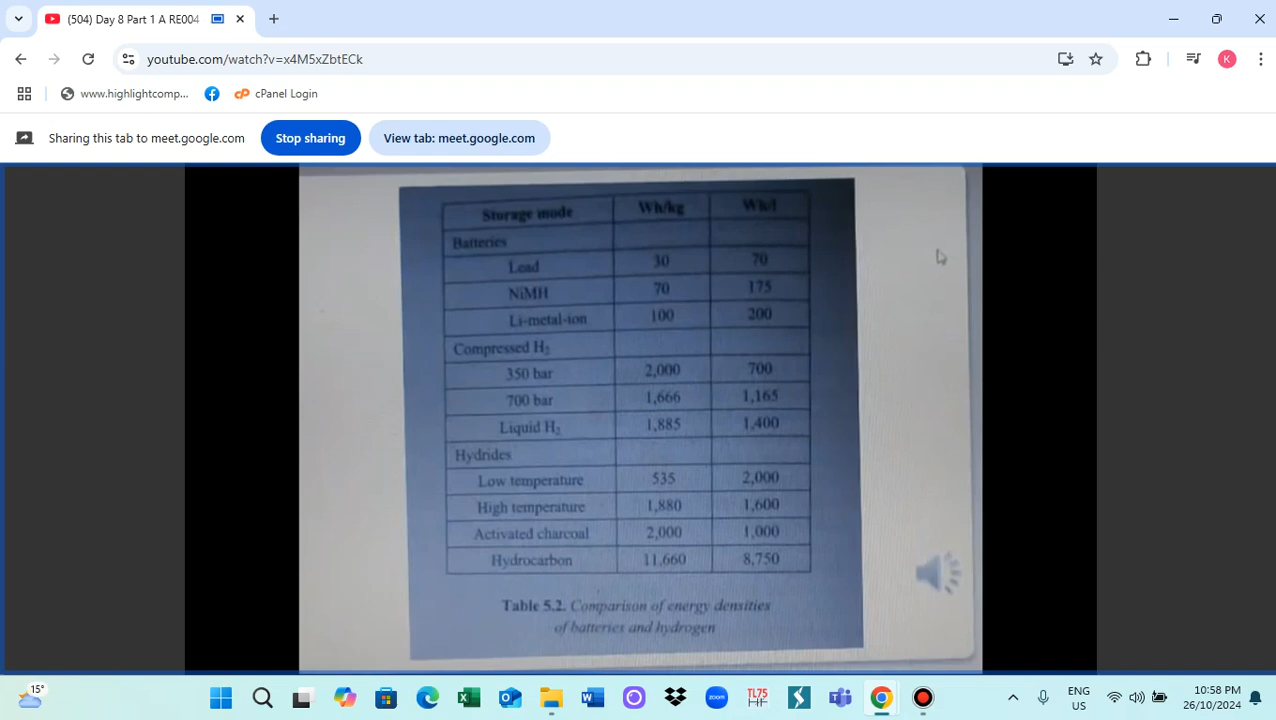 (504) Day 8 Part 1 A RE004
youtube.com/watch?v=x4M5xZbtECk
K
www.highlightcomp...
cPanel Login
Sharing this tab to meet.google.com
Stop sharing
View tab: meet.google.com
Storage mode Wh/kg Wh/l
Batteries
Lead 30 70
NiMH 70 175
Li-metal-ion 100 200
Compressed H₂
350 bar 2,000 700
700 bar 1,666 1,165
Liquid H₂ 1,885 1,400
Hydrides
Low temperature 535 2,000
High temperature 1,880 1,600
Activated charcoal 2,000 1,000
Hydrocarbon 11,660 8,750
Table 5.2. Comparison of energy densities
of batteries and hydrogen
15°
zoom
TL75
ENG
US
10:58 PM
26/10/2024